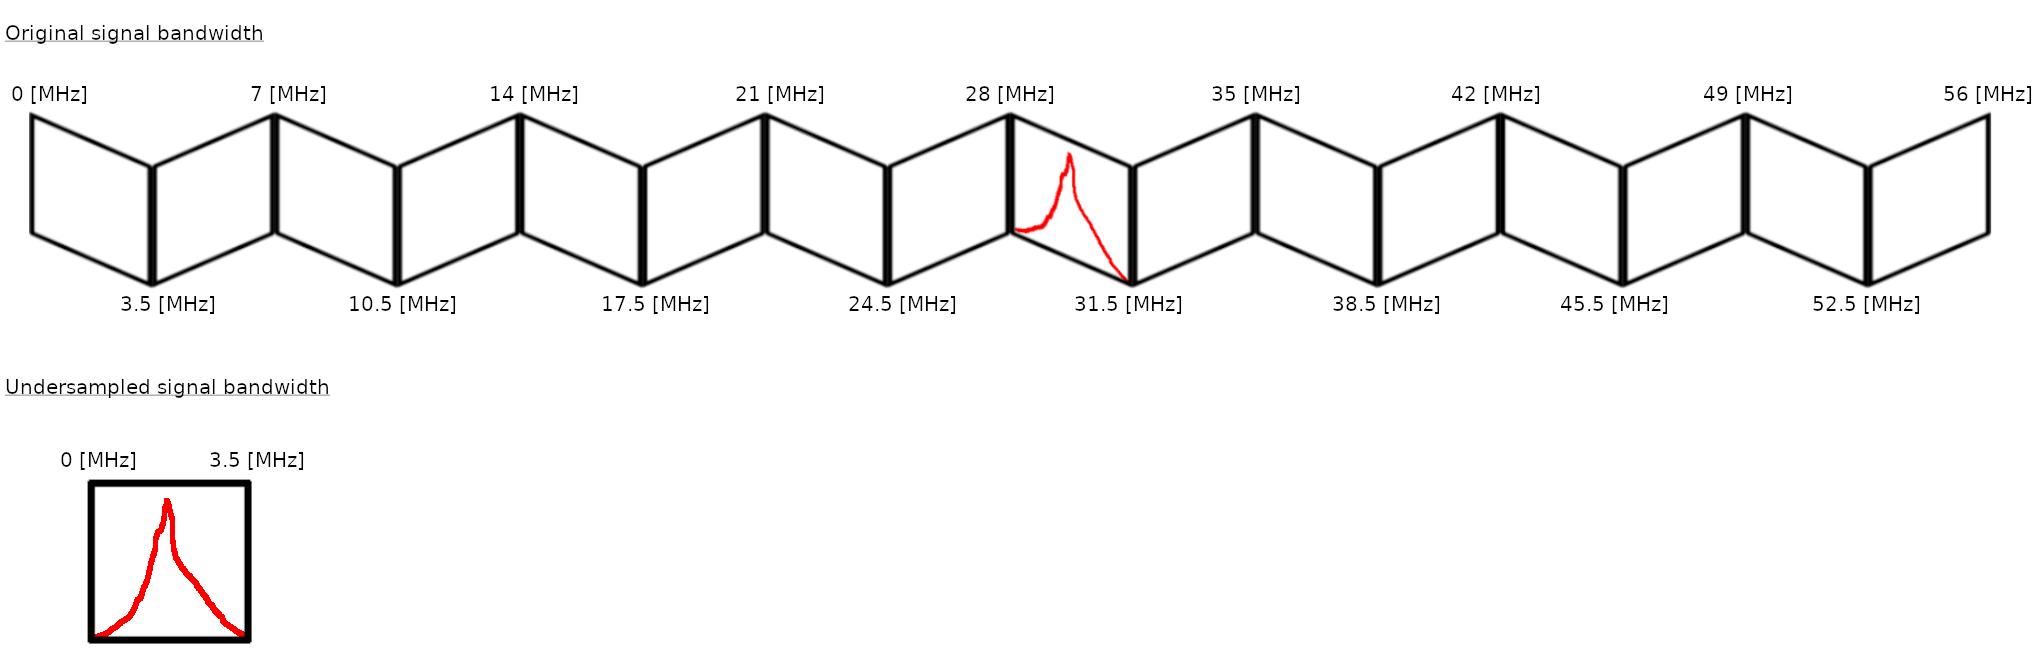 Original signal bandwidth
0 [MHz] 7 [MHz] 14 [MHz] 21 [MHz] 28 [MHz] 35 [MHz] 42 [MHz] 49 [MHz] 56 [MHz]
3.5 [MHz] 10.5 [MHz] 17.5 [MHz] 24.5 [MHz] 31.5 [MHz] 38.5 [MHz] 45.5 [MHz] 52.5 [MHz]
Undersampled signal bandwidth
0 [MHz] 3.5 [MHz]